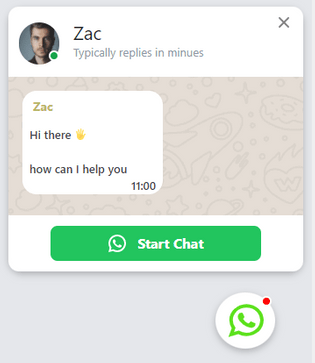 Zac
Typically replies in minues
Zac
Hi there 👋
how can I help you
11:00
Start Chat